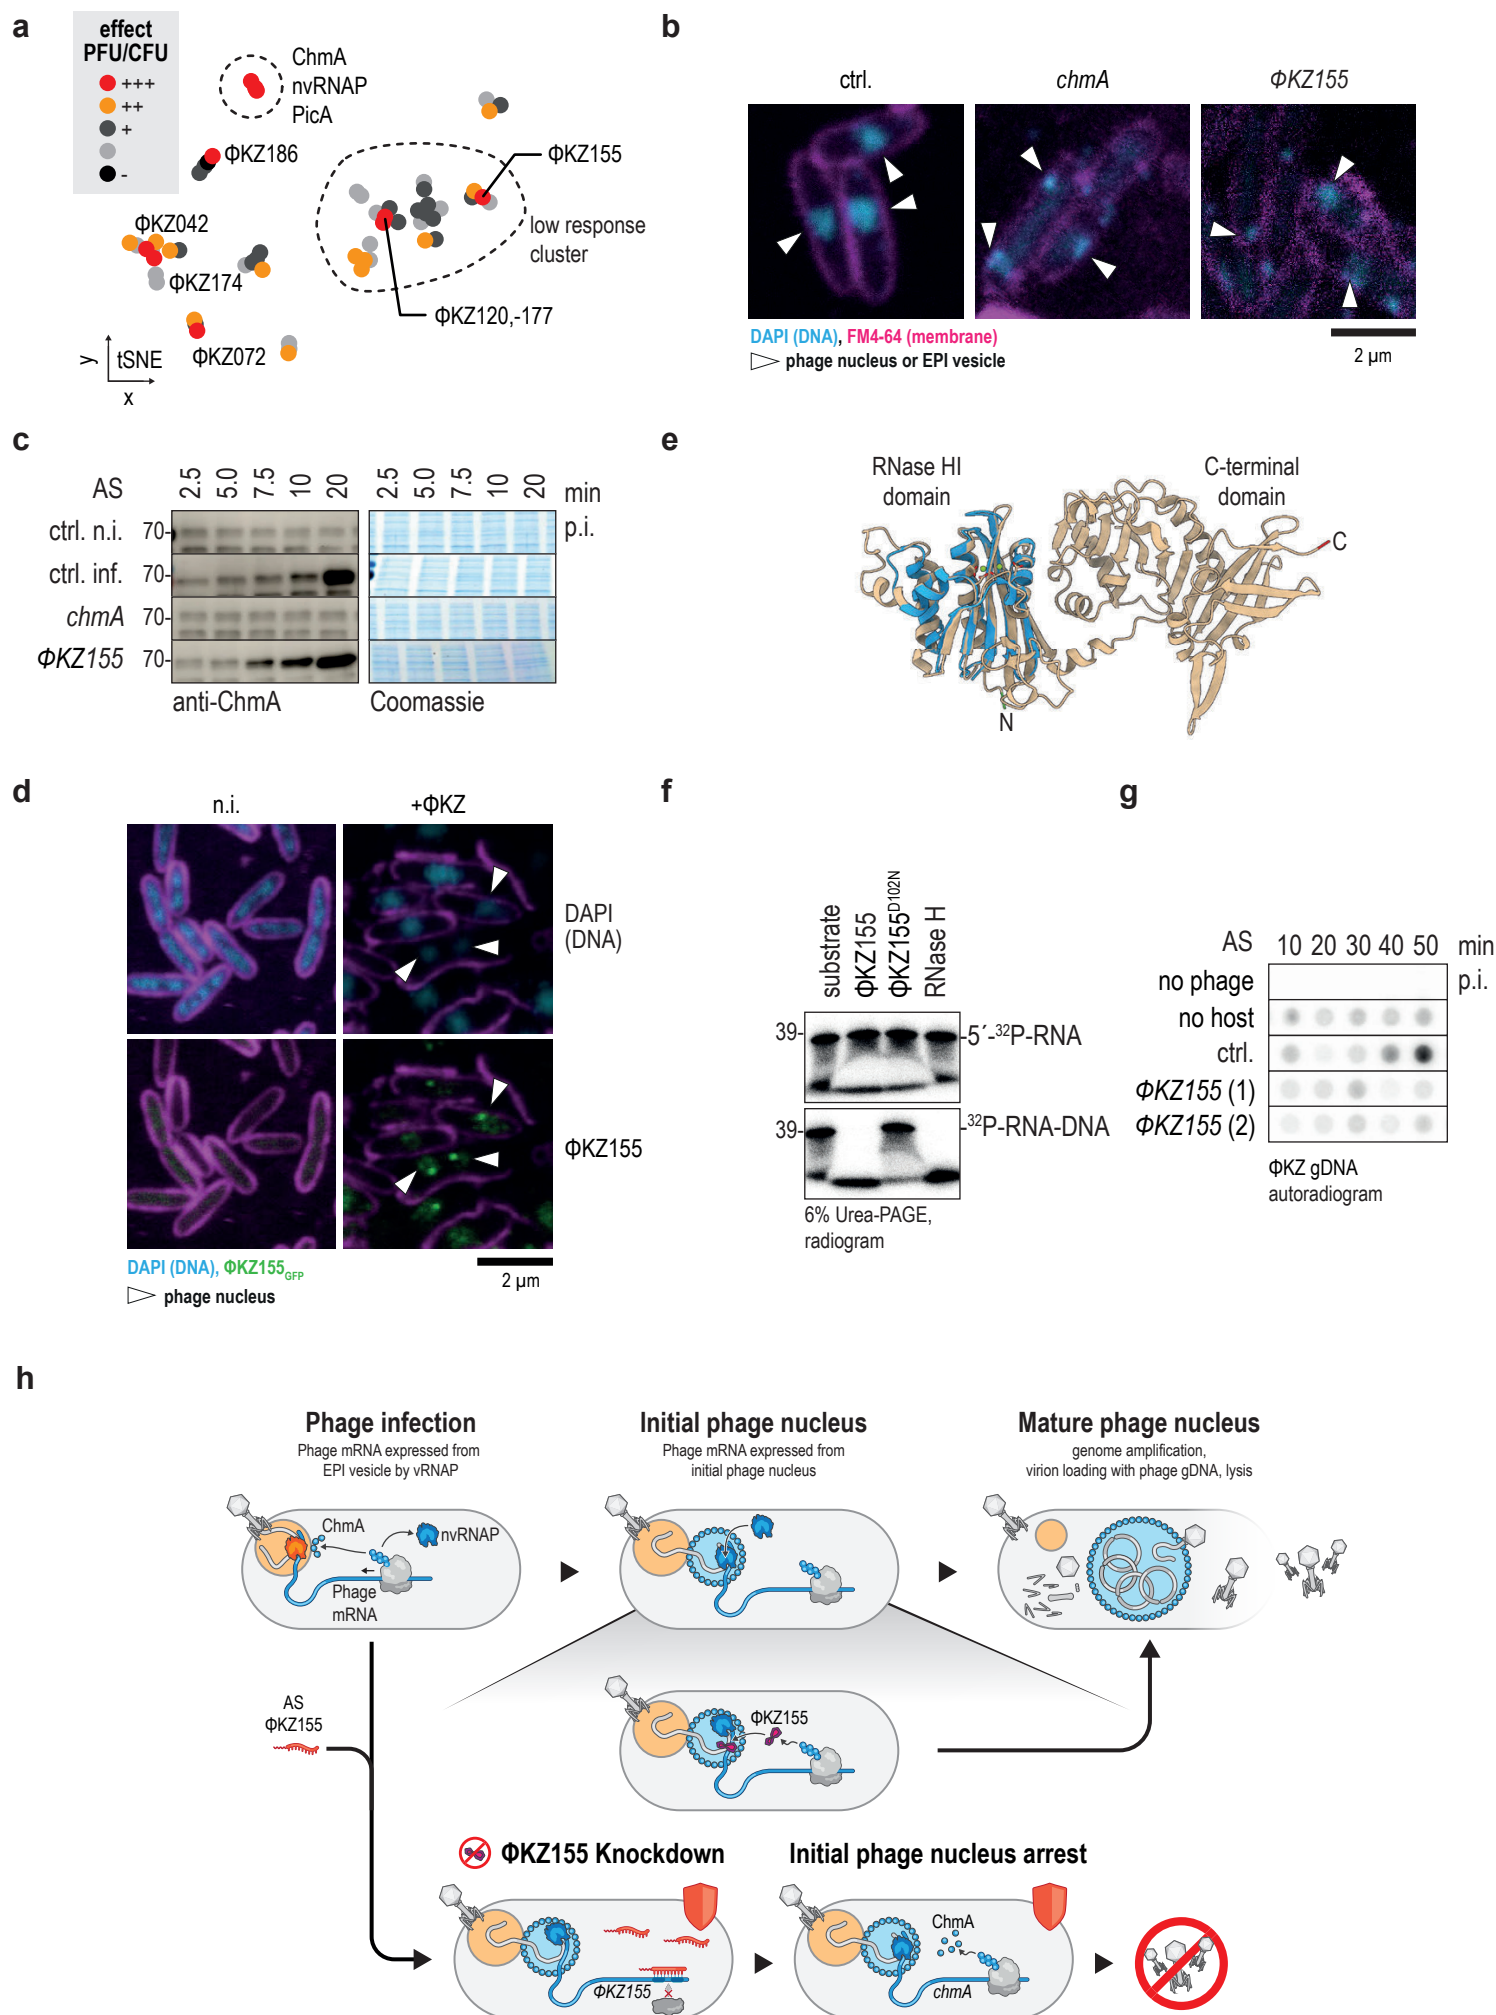 a
effect
PFU/CFU
+++
++
+
-
ChmA
nvRNAP
PicA
ΦKZ186
ΦKZ155
ΦKZ042
low response
cluster
ΦKZ174
ΦKZ120,-177
ΦKZ072
y
tSNE
x
b
ctrl.
chmA
ΦKZ155
DAPI (DNA), FM4-64 (membrane)
phage nucleus or EPI vesicle
2 µm
c
AS 2.5 5.0 7.5 10 20 2.5 5.0 7.5 10 20 min
p.i.
ctrl. n.i. 70-
ctrl. inf. 70-
chmA 70-
ΦKZ155 70-
anti-ChmA
Coomassie
e
RNase HI
domain
C-terminal
domain
C
N
d
n.i.
+ΦKZ
DAPI
(DNA)
ΦKZ155
DAPI (DNA), ΦKZ155GFP
phage nucleus
2 µm
f
substrate
ΦKZ155
ΦKZ155D102N
RNase H
39-
-5´-32P-RNA
39-
-32P-RNA-DNA
6% Urea-PAGE,
radiogram
g
AS 10 20 30 40 50 min
p.i.
no phage
no host
ctrl.
ΦKZ155 (1)
ΦKZ155 (2)
ΦKZ gDNA
autoradiogram
h
Phage infection
Phage mRNA expressed from
EPI vesicle by vRNAP
Initial phage nucleus
Phage mRNA expressed from
initial phage nucleus
Mature phage nucleus
genome amplification,
virion loading with phage gDNA, lysis
ChmA
nvRNAP
Phage
mRNA
AS
ΦKZ155
ΦKZ155
ΦKZ155 Knockdown
Initial phage nucleus arrest
ΦKZ155
ChmA
chmA